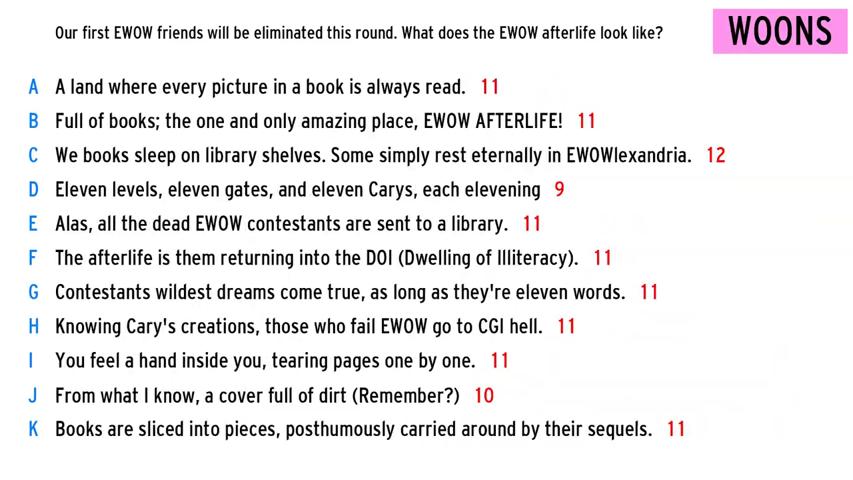 Our first EWOW friends will be eliminated this round. What does the EWOW afterlife look like?
WOONS
A A land where every picture in a book is always read. 11
B Full of books; the one and only amazing place, EWOW AFTERLIFE! 11
C We books sleep on library shelves. Some simply rest eternally in EWOWlexandria. 12
D Eleven levels, eleven gates, and eleven Carys, each elevening 9
E Alas, all the dead EWOW contestants are sent to a library. 11
F The afterlife is them returning into the DOI (Dwelling of Illiteracy). 11
G Contestants wildest dreams come true, as long as they're eleven words. 11
H Knowing Cary's creations, those who fail EWOW go to CGI hell. 11
I You feel a hand inside you, tearing pages one by one. 11
J From what I know, a cover full of dirt (Remember?) 10
K Books are sliced into pieces, posthumously carried around by their sequels. 11